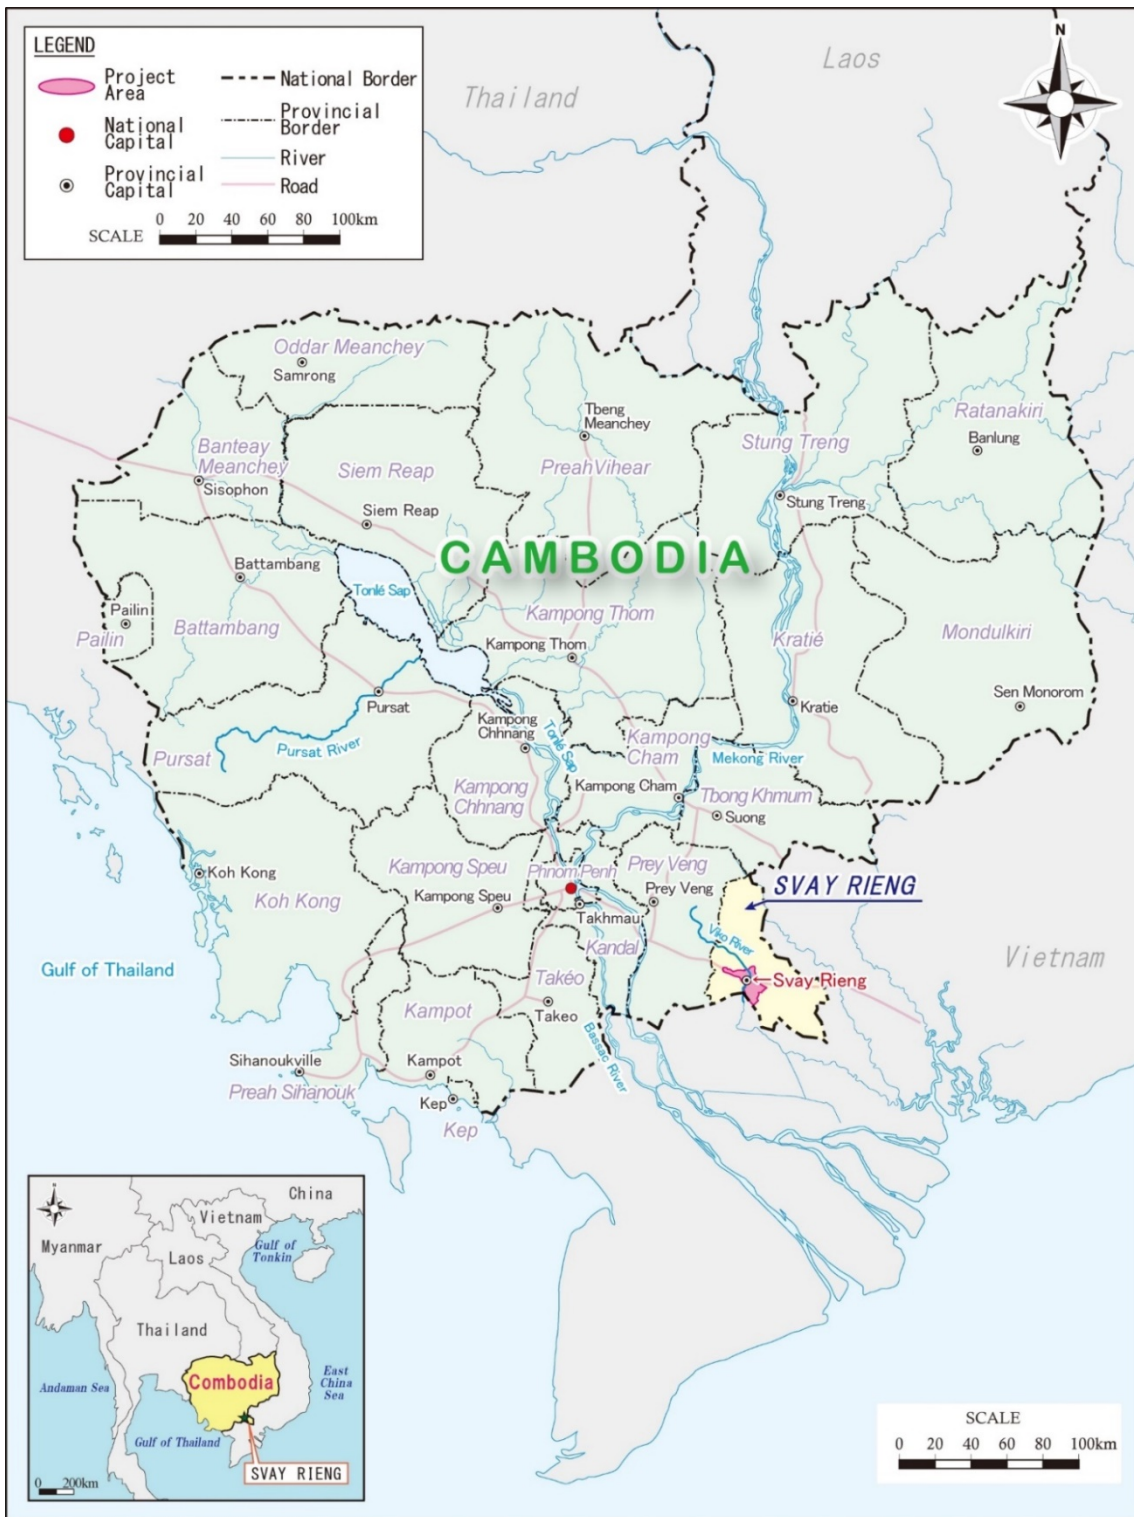 LEGEND
Project
Area
National
Capital
Provincial
Capital
National Border
Provincial
Border
River
Road
0 20 40 60 80 100km
SCALE
N
Thailand
Laos
Oddar Meanchey
Samrong
Tbeng
Meanchey
Ratanakiri
Banlung
Stung Treng
Banteay
Meanchey
Sisophon
Siem Reap
PreahVihear
Siem Reap
Stung Treng
CAMBODIA
Battambang
Tonlé Sap
Pailin
Pailin
Battambang
Kampong Thom
Kampong Thom
Kratié
Mondulkiri
Sen Monorom
Kratie
Pursat
Pursat River
Pursat
Kampong
Chhnang
Tonlé Sap
Kampong
Cham
Mekong River
Kampong
Chhnang
Kampong Cham
Tbong Khmum
Suong
Koh Kong
Koh Kong
Kampong Speu
Kampong Speu
Phnom Penh
Prey Veng
Prey Veng
SVAY RIENG
Takhmau
Kandal
Viko River
Svay Rieng
Vietnam
Gulf of Thailand
Takéo
Takeo
Kampot
Bassac River
Sihanoukville
Kampot
Preah Sihanouk
Kep
Kep
China
Vietnam
Myanmar
Gulf of
Tonkin
Laos
Thailand
Combodia
East
China
Sea
Andaman Sea
Gulf of Thailand
SVAY RIENG
0 200km
SCALE
0 20 40 60 80 100km